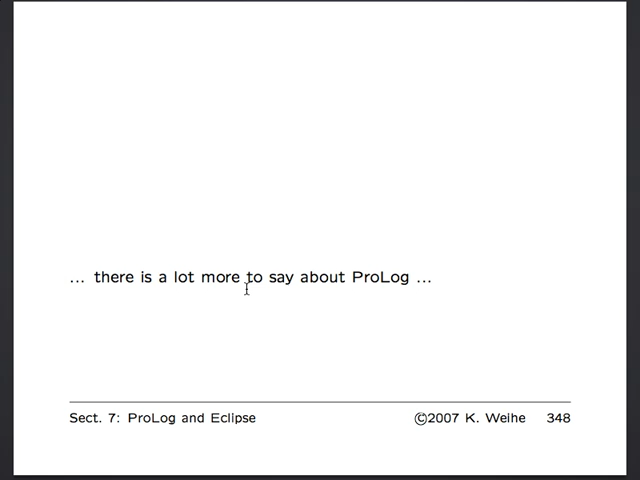 ... there is a lot more to say about ProLog ...
Sect. 7: ProLog and Eclipse ©2007 K. Weihe 348